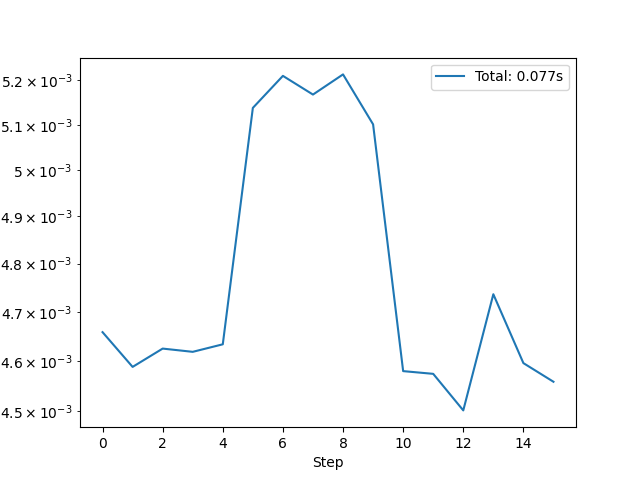 Total: 0.077s
5.2 × 10⁻³
5.1 × 10⁻³
5 × 10⁻³
4.9 × 10⁻³
4.8 × 10⁻³
4.7 × 10⁻³
4.6 × 10⁻³
4.5 × 10⁻³
0 2 4 6 8 10 12 14
Step